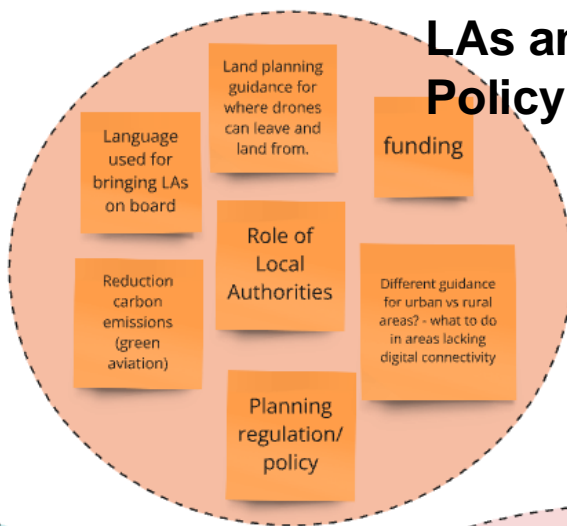 LAs an
Policy
Land planning
guidance for
where drones
can leave and
land from.
funding
Language
used for
bringing LAs
on board
Role of
Local
Authorities
Reduction
carbon
emissions
(green
aviation)
Different guidance
for urban vs rural
areas? - what to do
in areas lacking
digital connectivity
Planning
regulation/
policy